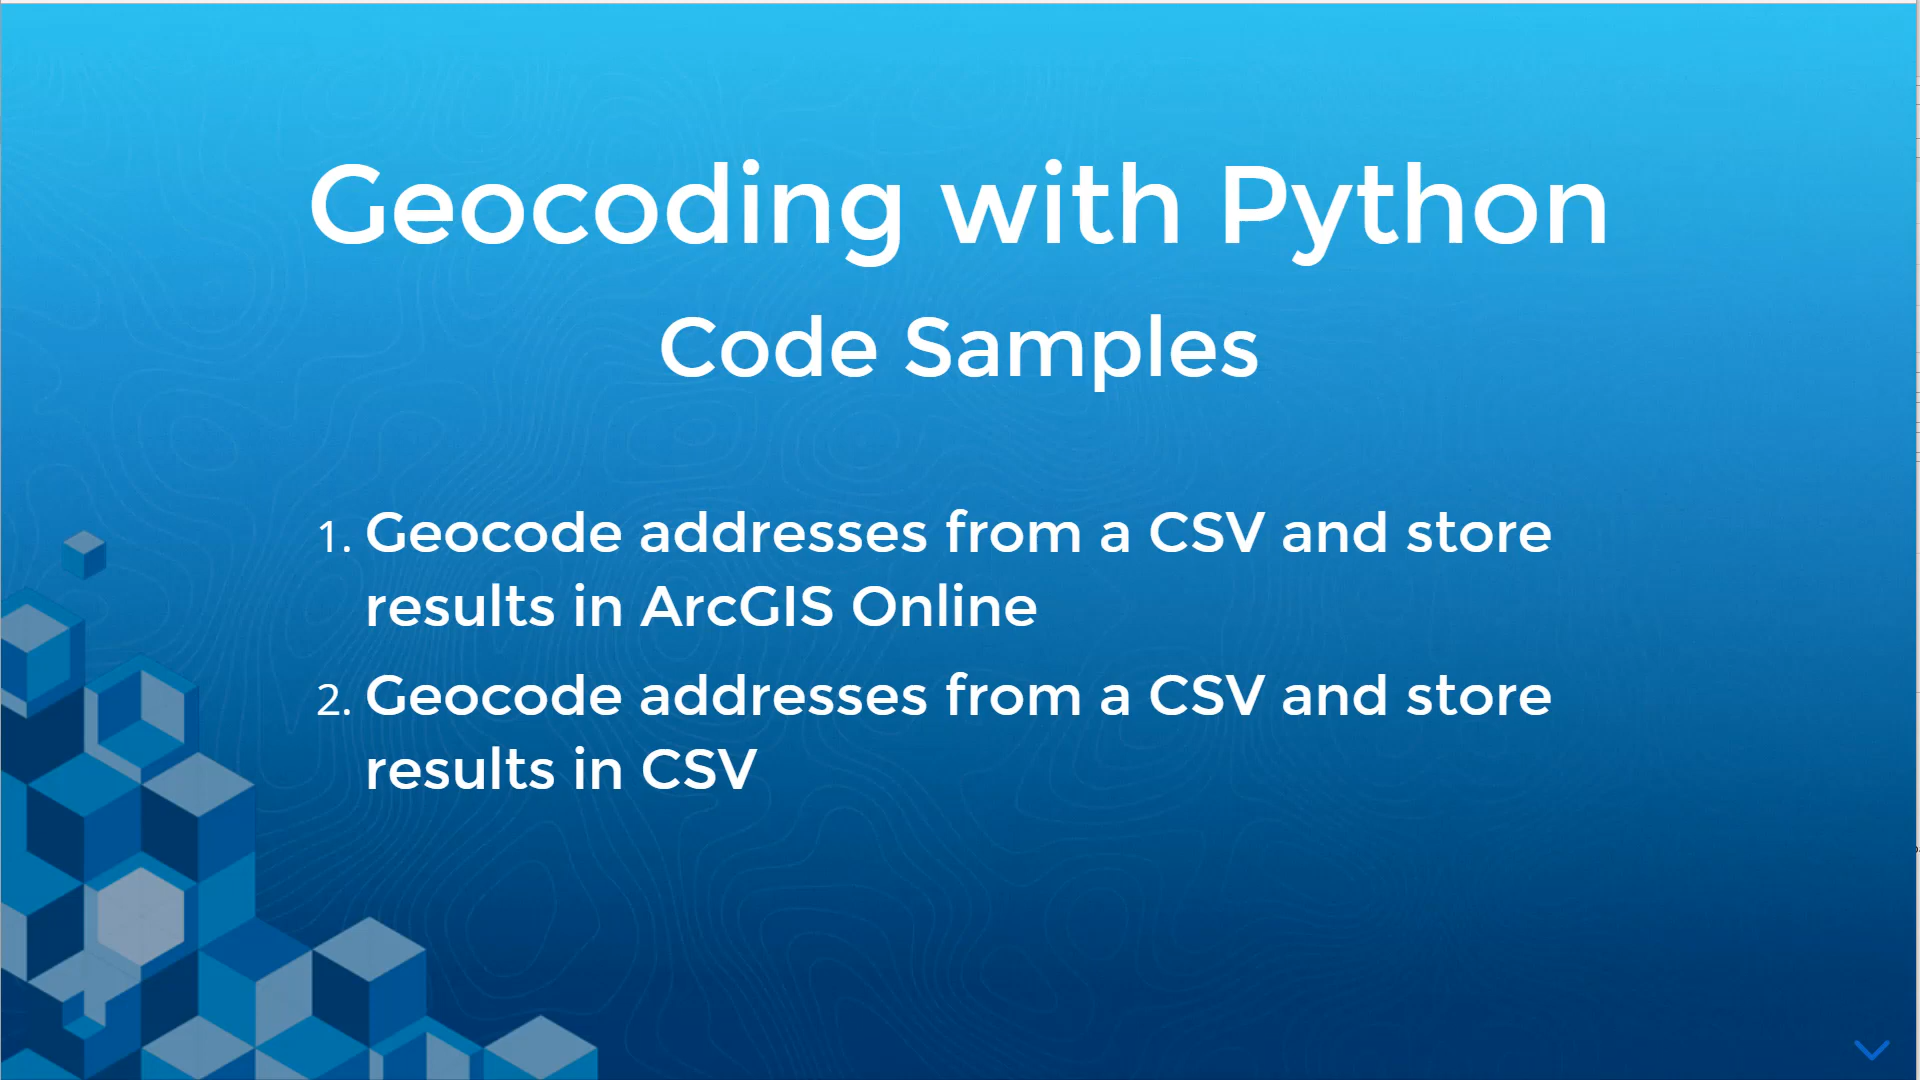 Geocoding with Python
Code Samples
1. Geocode addresses from a CSV and store
results in ArcGIS Online
2. Geocode addresses from a CSV and store
results in CSV